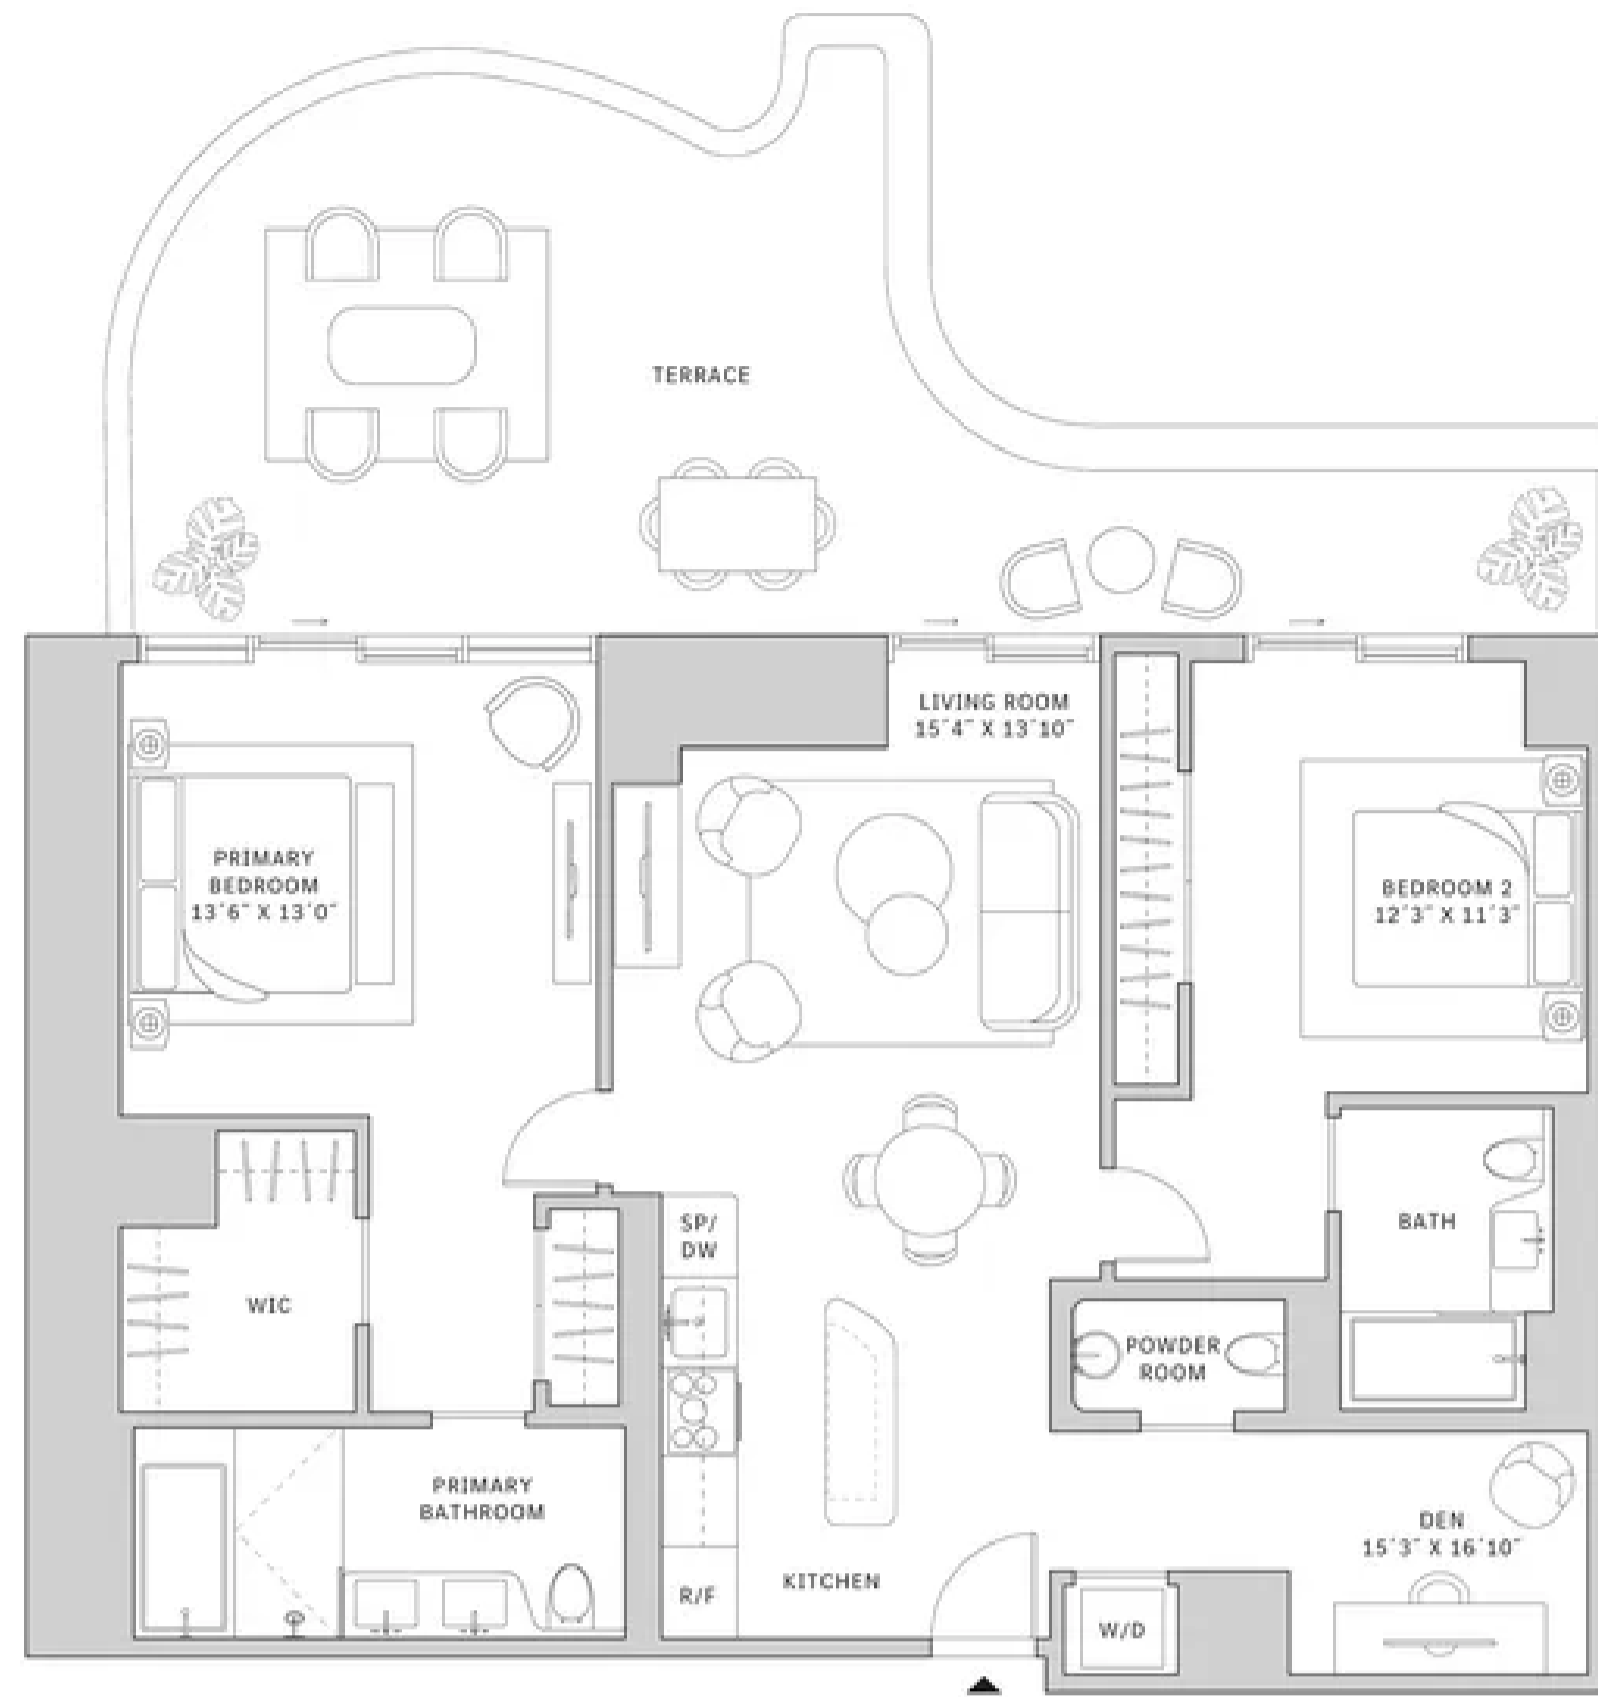 TERRACE
LIVING ROOM
15´4˝ X 13´10˝
PRIMARY
BEDROOM
13´6˝ X 13´0˝
BEDROOM 2
12´3˝ X 11´3˝
SP/
DW
BATH
WIC
POWDER
ROOM
PRIMARY
BATHROOM
DEN
15´3˝ X 16´10˝
KITCHEN
R/F
W/D